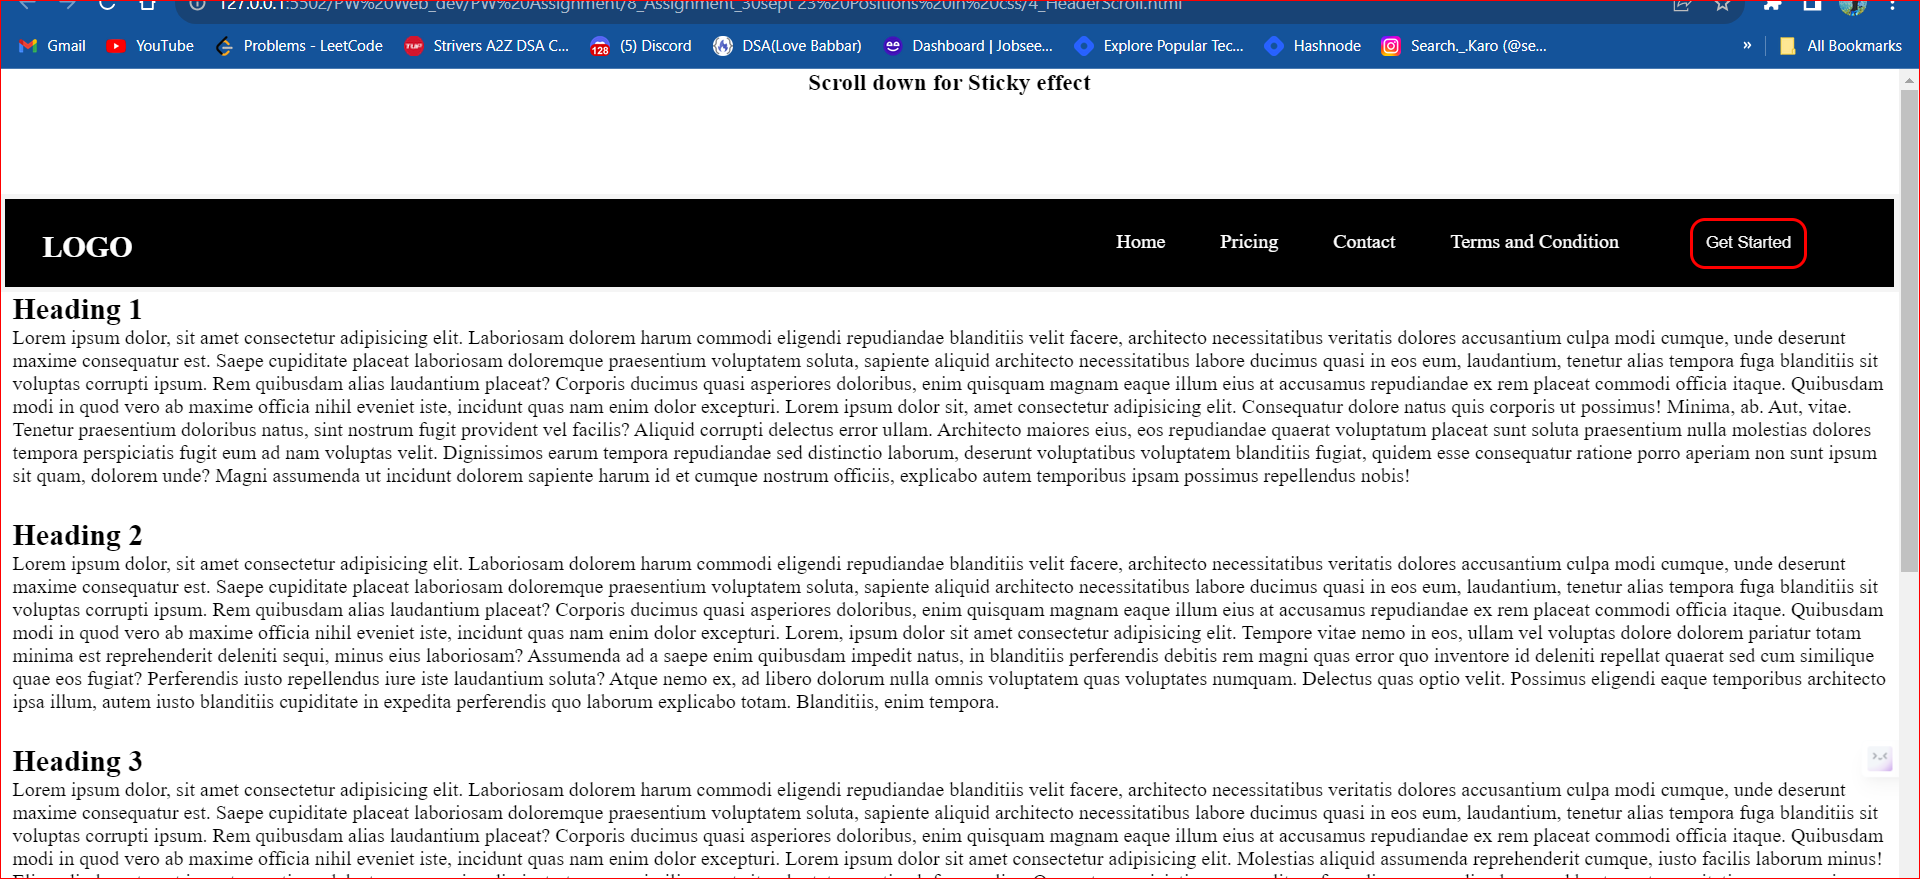 127.0.0.1:5502/PW%20Web_dev/PW%20Assignment/8_Assignment_30sept'23%20Positions%20in%20css/4_HeaderScroll.html
Gmail YouTube Problems - LeetCode Strivers A2Z DSA C... 128 (5) Discord DSA(Love Babbar) Dashboard | Jobsee... Explore Popular Tec... Hashnode Search._.Karo (@se... » All Bookmarks
Scroll down for Sticky effect
LOGO Home Pricing Contact Terms and Condition Get Started
Heading 1
Lorem ipsum dolor, sit amet consectetur adipisicing elit. Laboriosam dolorem harum commodi eligendi repudiandae blanditiis velit facere, architecto necessitatibus veritatis dolores accusantium culpa modi cumque, unde deserunt
maxime consequatur est. Saepe cupiditate placeat laboriosam doloremque praesentium voluptatem soluta, sapiente aliquid architecto necessitatibus labore ducimus quasi in eos eum, laudantium, tenetur alias tempora fuga blanditiis sit
voluptas corrupti ipsum. Rem quibusdam alias laudantium placeat? Corporis ducimus quasi asperiores doloribus, enim quisquam magnam eaque illum eius at accusamus repudiandae ex rem placeat commodi officia itaque. Quibusdam
modi in quod vero ab maxime officia nihil eveniet iste, incidunt quas nam enim dolor excepturi. Lorem ipsum dolor sit, amet consectetur adipisicing elit. Consequatur dolore natus quis corporis ut possimus! Minima, ab. Aut, vitae.
Tenetur praesentium doloribus natus, sint nostrum fugit provident vel facilis? Aliquid corrupti delectus error ullam. Architecto maiores eius, eos repudiandae quaerat voluptatum placeat sunt soluta praesentium nulla molestias dolores
tempora perspiciatis fugit eum ad nam voluptas velit. Dignissimos earum tempora repudiandae sed distinctio laborum, deserunt voluptatibus voluptatem blanditiis fugiat, quidem esse consequatur ratione porro aperiam non sunt ipsum
sit quam, dolorem unde? Magni assumenda ut incidunt dolorem sapiente harum id et cumque nostrum officiis, explicabo autem temporibus ipsam possimus repellendus nobis!
Heading 2
Lorem ipsum dolor, sit amet consectetur adipisicing elit. Laboriosam dolorem harum commodi eligendi repudiandae blanditiis velit facere, architecto necessitatibus veritatis dolores accusantium culpa modi cumque, unde deserunt
maxime consequatur est. Saepe cupiditate placeat laboriosam doloremque praesentium voluptatem soluta, sapiente aliquid architecto necessitatibus labore ducimus quasi in eos eum, laudantium, tenetur alias tempora fuga blanditiis sit
voluptas corrupti ipsum. Rem quibusdam alias laudantium placeat? Corporis ducimus quasi asperiores doloribus, enim quisquam magnam eaque illum eius at accusamus repudiandae ex rem placeat commodi officia itaque. Quibusdam
modi in quod vero ab maxime officia nihil eveniet iste, incidunt quas nam enim dolor excepturi. Lorem, ipsum dolor sit amet consectetur adipisicing elit. Tempore vitae nemo in eos, ullam vel voluptas dolore dolorem pariatur totam
minima est reprehenderit deleniti sequi, minus eius laboriosam? Assumenda ad a saepe enim quibusdam impedit natus, in blanditiis perferendis debitis rem magni quas error quo inventore id deleniti repellat quaerat sed cum similique
quae eos fugiat? Perferendis iusto repellendus iure iste laudantium soluta? Atque nemo ex, ad libero dolorum nulla omnis voluptatem quas voluptates numquam. Delectus quas optio velit. Possimus eligendi eaque temporibus architecto
ipsa illum, autem iusto blanditiis cupiditate in expedita perferendis quo laborum explicabo totam. Blanditiis, enim tempora.
Heading 3
Lorem ipsum dolor, sit amet consectetur adipisicing elit. Laboriosam dolorem harum commodi eligendi repudiandae blanditiis velit facere, architecto necessitatibus veritatis dolores accusantium culpa modi cumque, unde deserunt
maxime consequatur est. Saepe cupiditate placeat laboriosam doloremque praesentium voluptatem soluta, sapiente aliquid architecto necessitatibus labore ducimus quasi in eos eum, laudantium, tenetur alias tempora fuga blanditiis sit
voluptas corrupti ipsum. Rem quibusdam alias laudantium placeat? Corporis ducimus quasi asperiores doloribus, enim quisquam magnam eaque illum eius at accusamus repudiandae ex rem placeat commodi officia itaque. Quibusdam
modi in quod vero ab maxime officia nihil eveniet iste, incidunt quas nam enim dolor excepturi. Lorem ipsum dolor sit amet consectetur adipisicing elit. Molestias aliquid assumenda reprehenderit cumque, iusto facilis laborum minus!